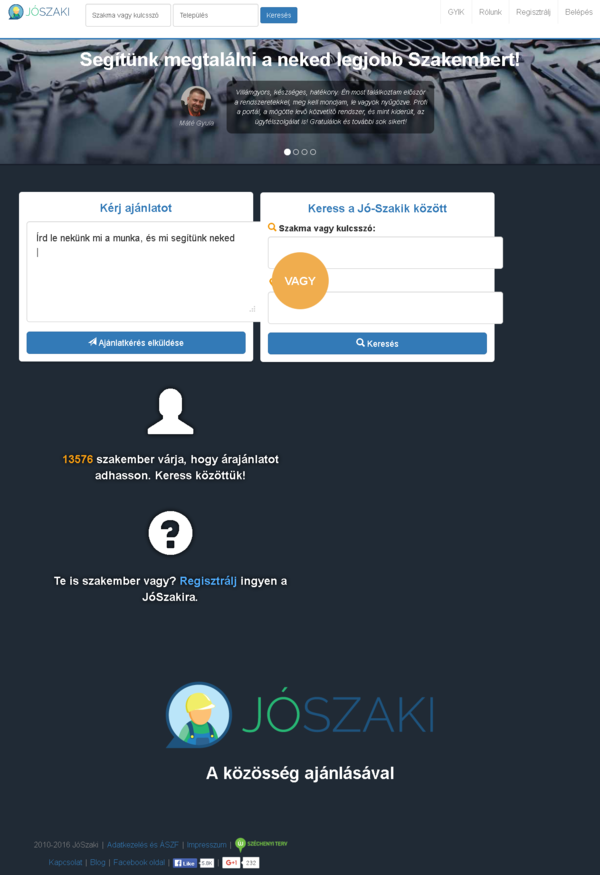 JÓSZAKI
Szakma vagy kulcsszó
Település
Keresés
GYIK
Rólunk
Regisztrálj
Belépés
Segítünk megtalálni a neked legjobb Szakembert!
Villámgyors, készséges, hatékony. Én most találkoztam először
a rendszeretekkel, meg kell mondjam, le vagyok nyűgözve. Profi
a portál, a mögötte levő közvetítő rendszer, és mint kiderült, az
ügyfélszolgálat is! Gratulálok és további sok sikert!
Máté Gyula
Kérj ajánlatot
Írd le nekünk mi a munka, és mi segítünk neked
Ajánlatkérés elküldése
VAGY
Keress a Jó-Szakik között
Szakma vagy kulcsszó:
Keresés
13576 szakember várja, hogy árajánlatot
adhasson. Keress közöttük!
Te is szakember vagy? Regisztrálj ingyen a
JóSzakira.
JÓSZAKI
A közösség ajánlásával
2010-2016 JóSzaki | Adatkezelés és ÁSZF | Impresszum | ÚJ SZÉCHENYI TERV
Kapcsolat | Blog | Facebook oldal | Like 5.8K | G+1 232